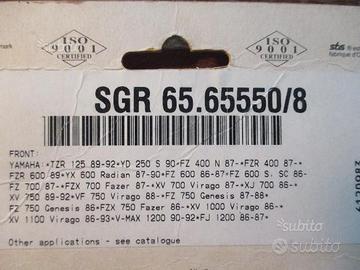 ISO
9001
CERTIFIED
ISO
9001
CERTIFIED
sbs
SGR 65.65550/8
FRONT:
YAMAHA: •TZR 125 89-92•YD 250 S 90•FZ 400 N 87-•FZR 400 87-•
FZR 600 89•YX 600 Radian 87-90•FZ 600 86-87•FZ 600 S. SC 86-
FZ 700 87-•FZX 700 Fazer 87-•XV 700 Virago 87-•XJ 700 86-•
XV 750 89-92•VF 750 Virago 88-•FZ 750 Genesis 87-88•
FZ 750 Genesis 86•FZX 750 Fazer 86-•XV 1000 Virago 86-•
XV 1100 Virago 86-93•V-MAX 1200 90-92•FJ 1200 86-87•
Other applications - see catalogue
subito
subito